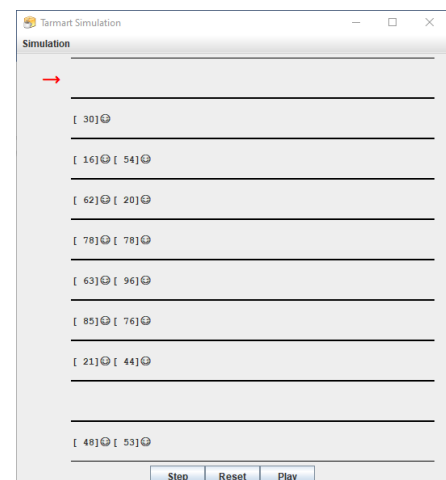 Tarmart Simulation
Simulation
[ 30]☺
[ 16]☺[ 54]☺
[ 62]☺[ 20]☺
[ 78]☺[ 78]☺
[ 63]☺[ 96]☺
[ 85]☺[ 76]☺
[ 21]☺[ 44]☺
[ 48]☺[ 53]☺
Step Reset Play